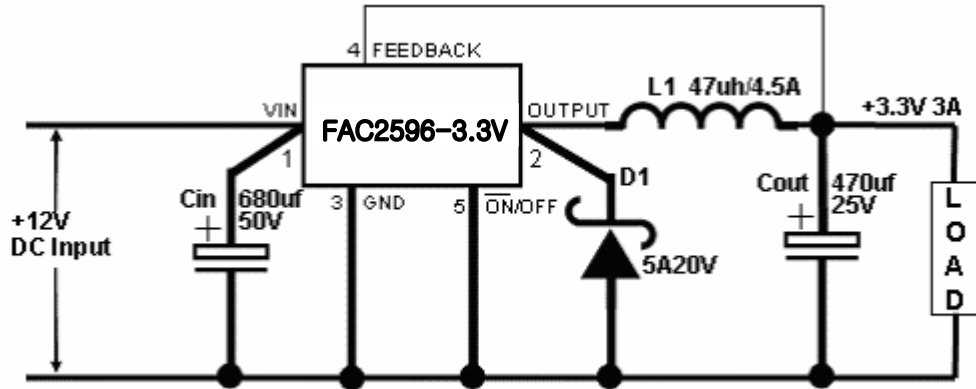 4 FEEDBACK
L1 47uh/4.5A
VIN
OUTPUT
+3.3V 3A
FAC2596-3.3V
1
2
D1
Cin
680uf
50V
+
3 GND
5 ON/OFF
Cout
470uf
25V
+
LOAD
+12V
DC Input
5A20V